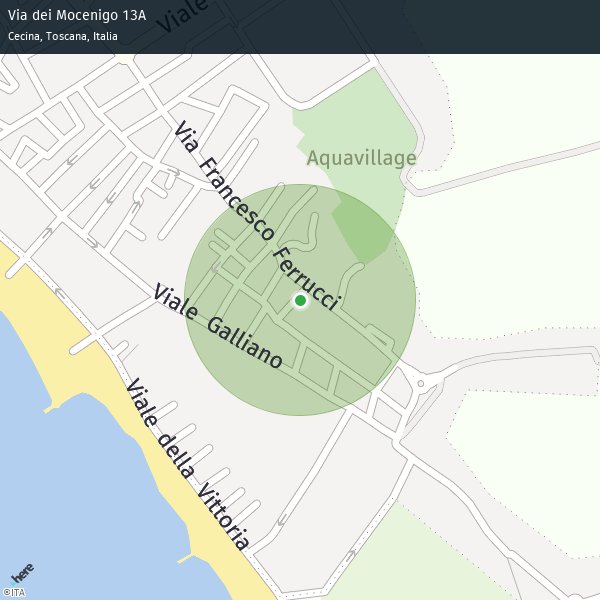 Via dei Mocenigo 13A
Cecina, Toscana, Italia
Viale
Aquavillage
Via Francesco Ferrucci
Viale Galliano
Viale della Vittoria
here
©ITA